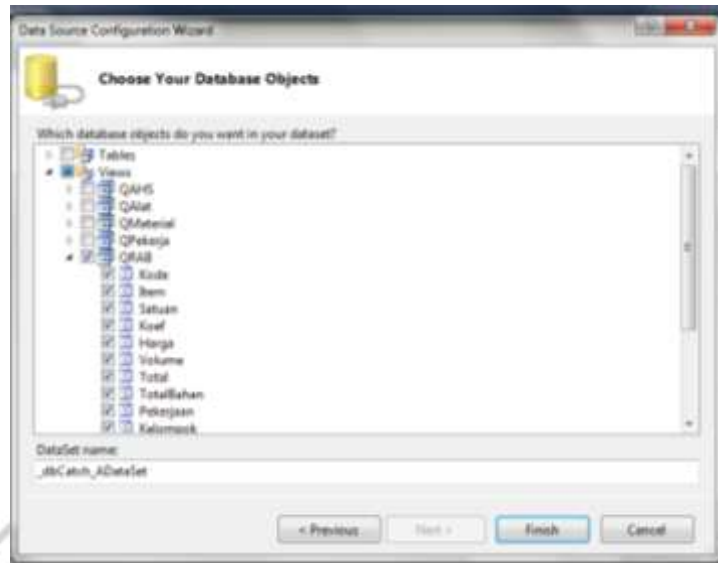 Data Source Configuration Wizard
Choose Your Database Objects
Which database objects do you want in your dataset?
Tables
Views
QAHS
QAlat
QMaterial
QPekerja
QRAB
Kode
Item
Satuan
Koef
Harga
Volume
Total
TotalBahan
Pekerjaan
Kelompok
DataSet name:
_dbCatch_ADataSet
< Previous
Next >
Finish
Cancel